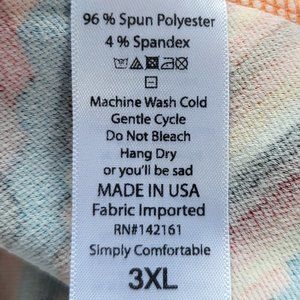 96 % Spun Polyester
4 % Spandex
Machine Wash Cold
Gentle Cycle
Do Not Bleach
Hang Dry
or you'll be sad
MADE IN USA
Fabric Imported
RN#142161
Simply Comfortable
3XL